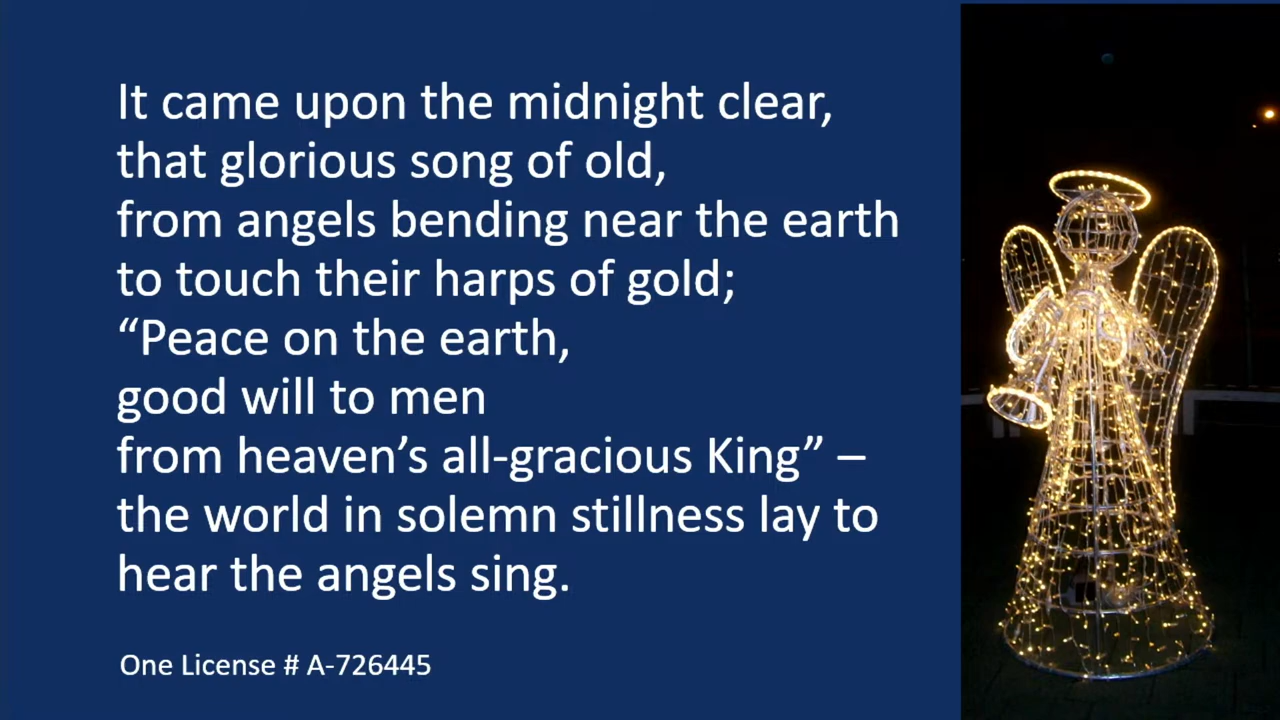 It came upon the midnight clear,
that glorious song of old,
from angels bending near the earth
to touch their harps of gold;
“Peace on the earth,
good will to men
from heaven’s all-gracious King” –
the world in solemn stillness lay to
hear the angels sing.
One License # A-726445